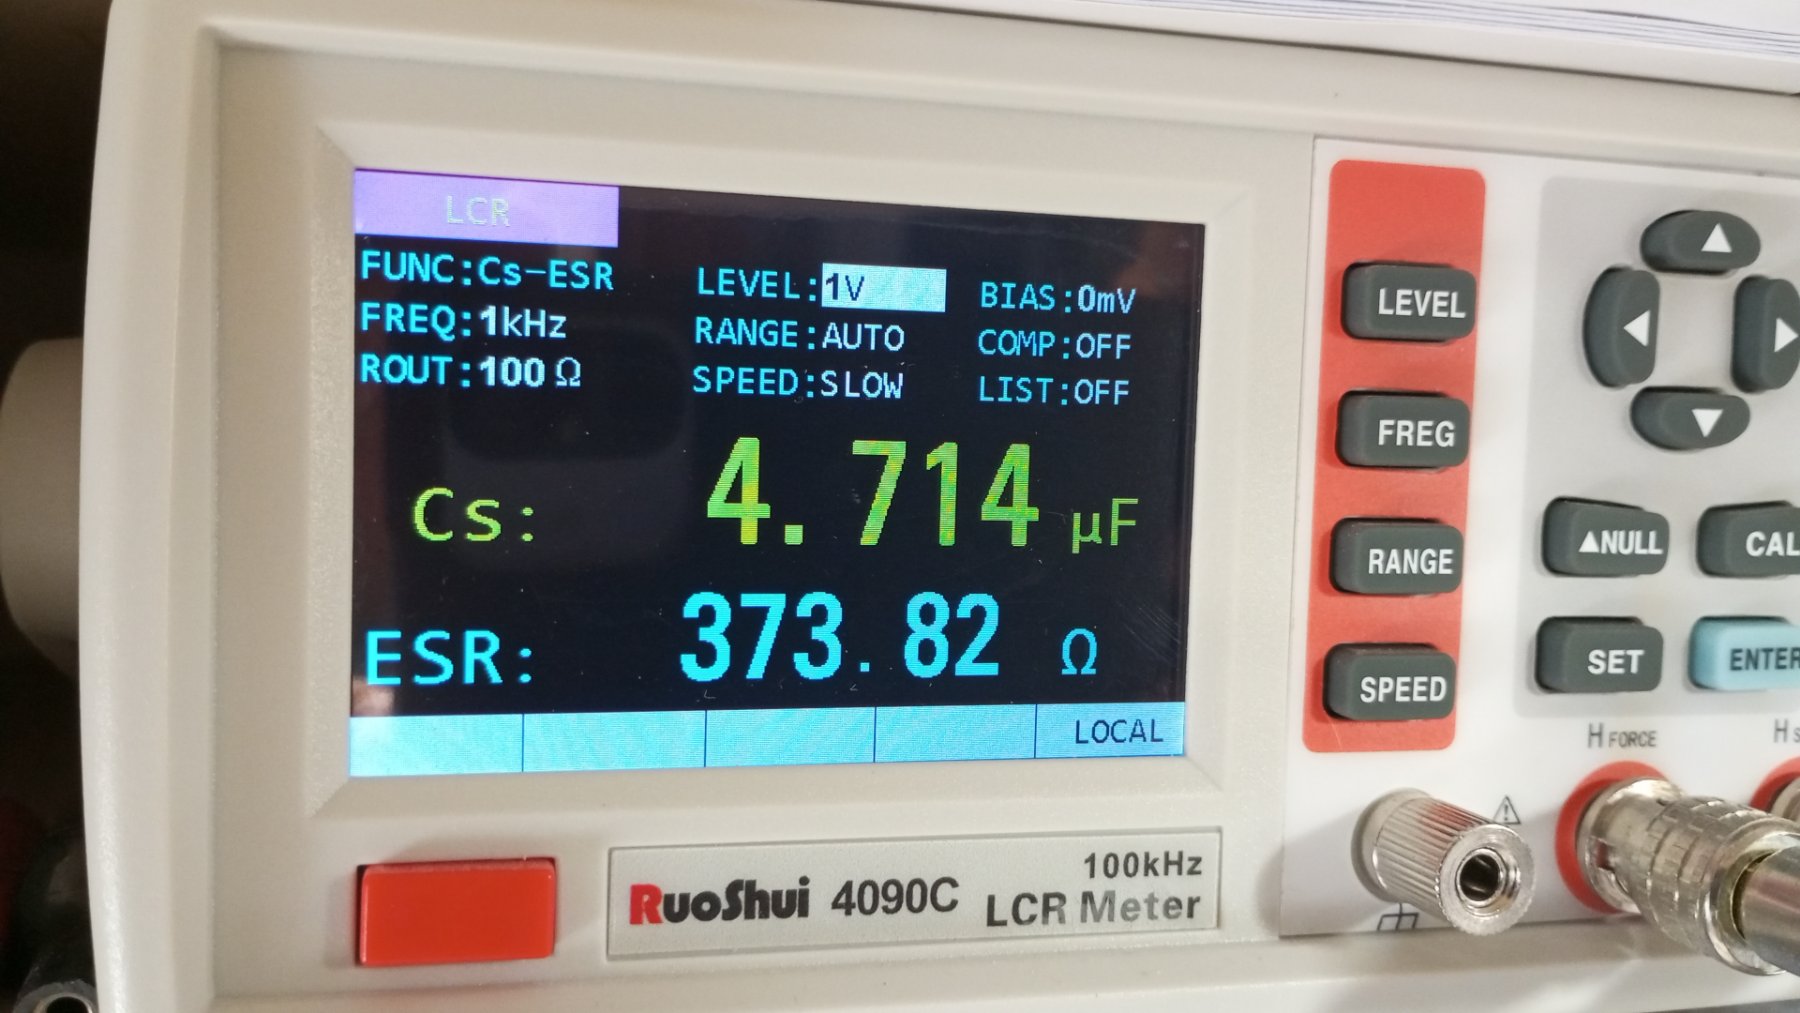 LCR
FUNC:Cs-ESR LEVEL:1V BIAS:0mV
FREQ:1kHz RANGE:AUTO COMP:OFF
ROUT:100Ω SPEED:SLOW LIST:OFF
Cs: 4.714 μF
ESR: 373.82 Ω
LOCAL
RuoShui 4090C 100kHz
LCR Meter
LEVEL
FREG
RANGE
SPEED
▲NULL
CAL
SET
ENTER
H FORCE
H S